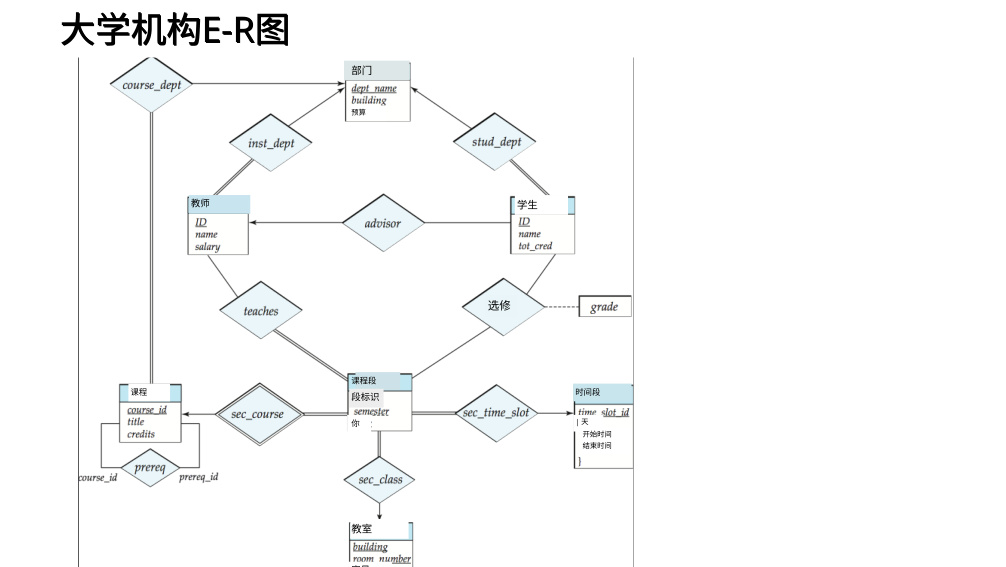 大学机构E-R图
course_dept
部门
dept_name
building
预算
inst_dept
stud_dept
教师
ID
name
salary
advisor
学生
ID
name
tot_cred
teaches
选修
grade
课程
course_id
title
credits
sec_course
课程段
段标识
semester
你
sec_time_slot
时间段
time_slot_id
天
开始时间
结束时间
}
course_id
prereq
prereq_id
sec_class
教室
building
room_number